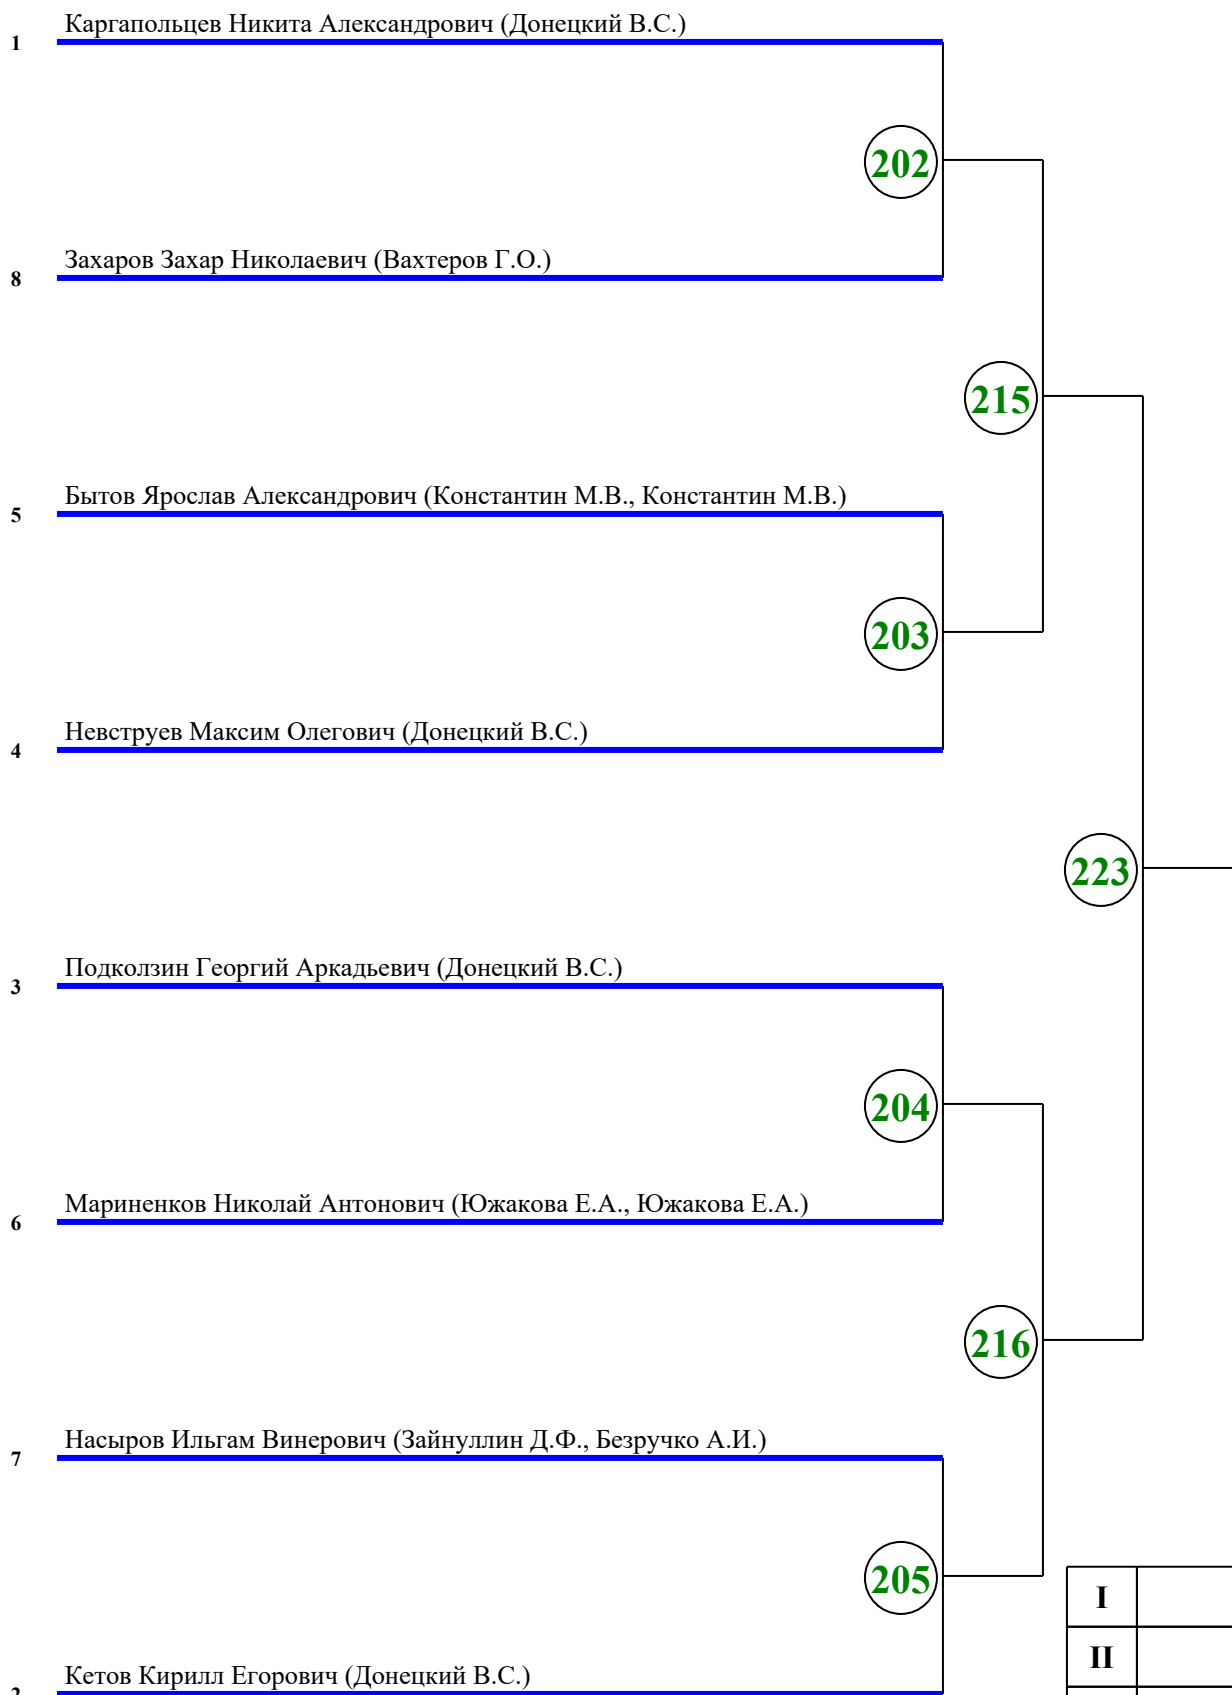 Каргапольцев Никита Александрович (Донецкий В.С.)
1
202
Захаров Захар Николаевич (Вахтеров Г.О.)
8
215
Бытов Ярослав Александрович (Константин М.В., Константин М.В.)
5
203
Невструев Максим Олегович (Донецкий В.С.)
4
223
Подколзин Георгий Аркадьевич (Донецкий В.С.)
3
204
Мариненков Николай Антонович (Южакова Е.А., Южакова Е.А.)
6
216
Насыров Ильгам Винерович (Зайнуллин Д.Ф., Безручко А.И.)
7
205
I
II
Кетов Кирилл Егорович (Донецкий В.С.)
2